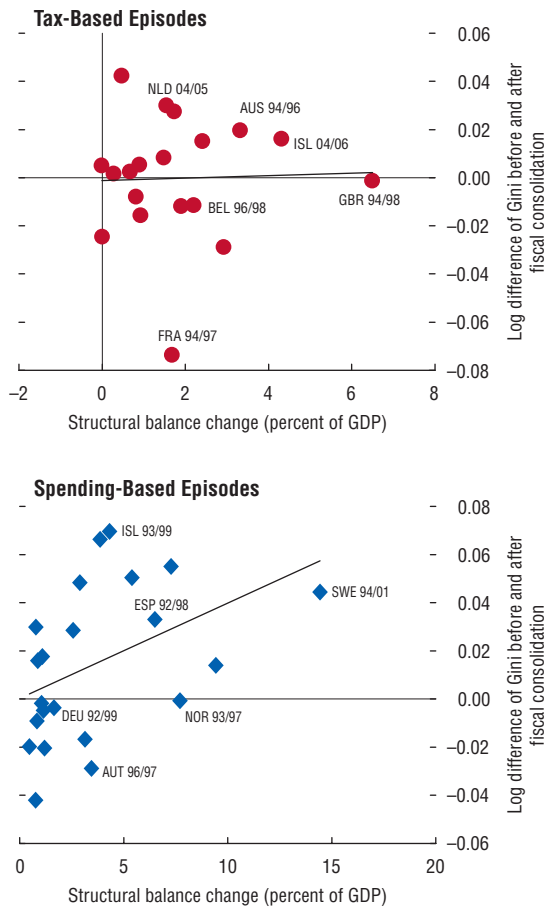 Tax-Based Episodes
0.06
0.04
0.02
0.00
−0.02
−0.04
−0.06
−0.08
NLD 04/05
AUS 94/96
ISL 04/06
BEL 96/98
GBR 94/98
FRA 94/97
−2
0
2
4
6
8
Structural balance change (percent of GDP)
Log difference of Gini before and after
fiscal consolidation
Spending-Based Episodes
0.08
0.06
0.04
0.02
0.00
−0.02
−0.04
−0.06
ISL 93/99
ESP 92/98
SWE 94/01
DEU 92/99
NOR 93/97
AUT 96/97
0
5
10
15
20
Structural balance change (percent of GDP)
Log difference of Gini before and after
fiscal consolidation